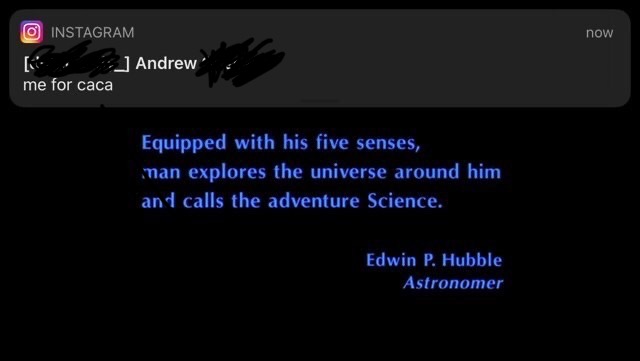 INSTAGRAM
now
[ _] Andrew
me for caca
Equipped with his five senses,
man explores the universe around him
and calls the adventure Science.
Edwin P. Hubble
Astronomer